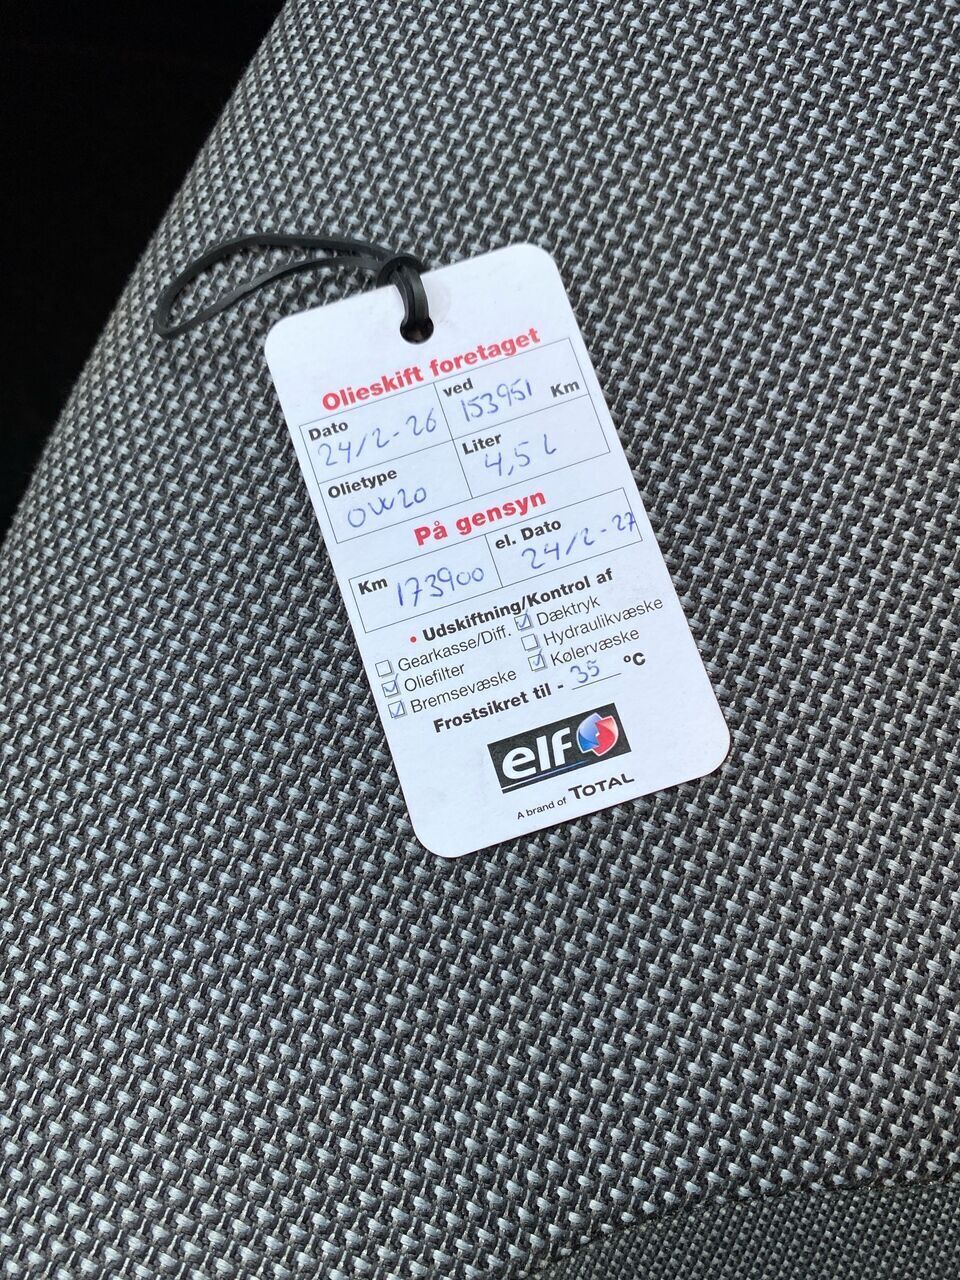 Olieskift foretaget
Dato ved
24/2-26 153951 Km
Olietype Liter
0W20 4,5 L
På gensyn
Km 173900 el. Dato 24/2-27
• Udskiftning/Kontrol af
Gearkasse/Diff. Dæktryk
Oliefilter Hydraulikvæske
Bremsevæske Kølervæske
Frostsikret til - 35 °C
elf
A brand of TOTAL